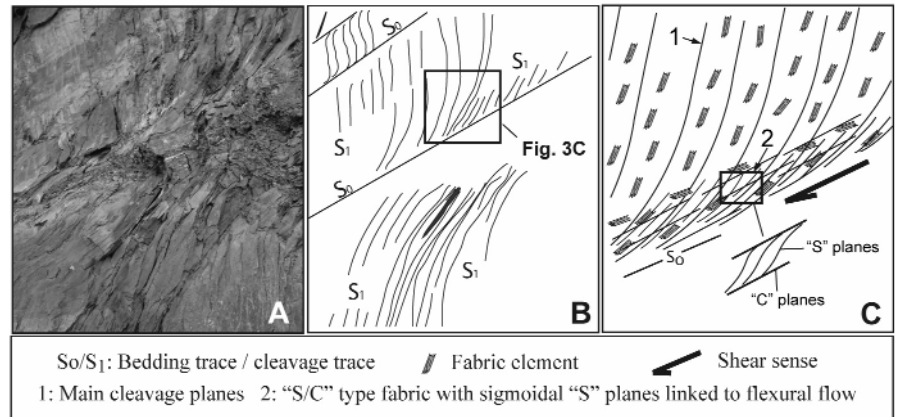 A
S₀
S₁
S₁
Fig. 3C
S₀
S₁
S₁
B
1
2
S₀
"S" planes
"C" planes
C
So/S₁: Bedding trace / cleavage trace
Fabric element
Shear sense
1: Main cleavage planes 2: "S/C" type fabric with sigmoidal "S" planes linked to flexural flow